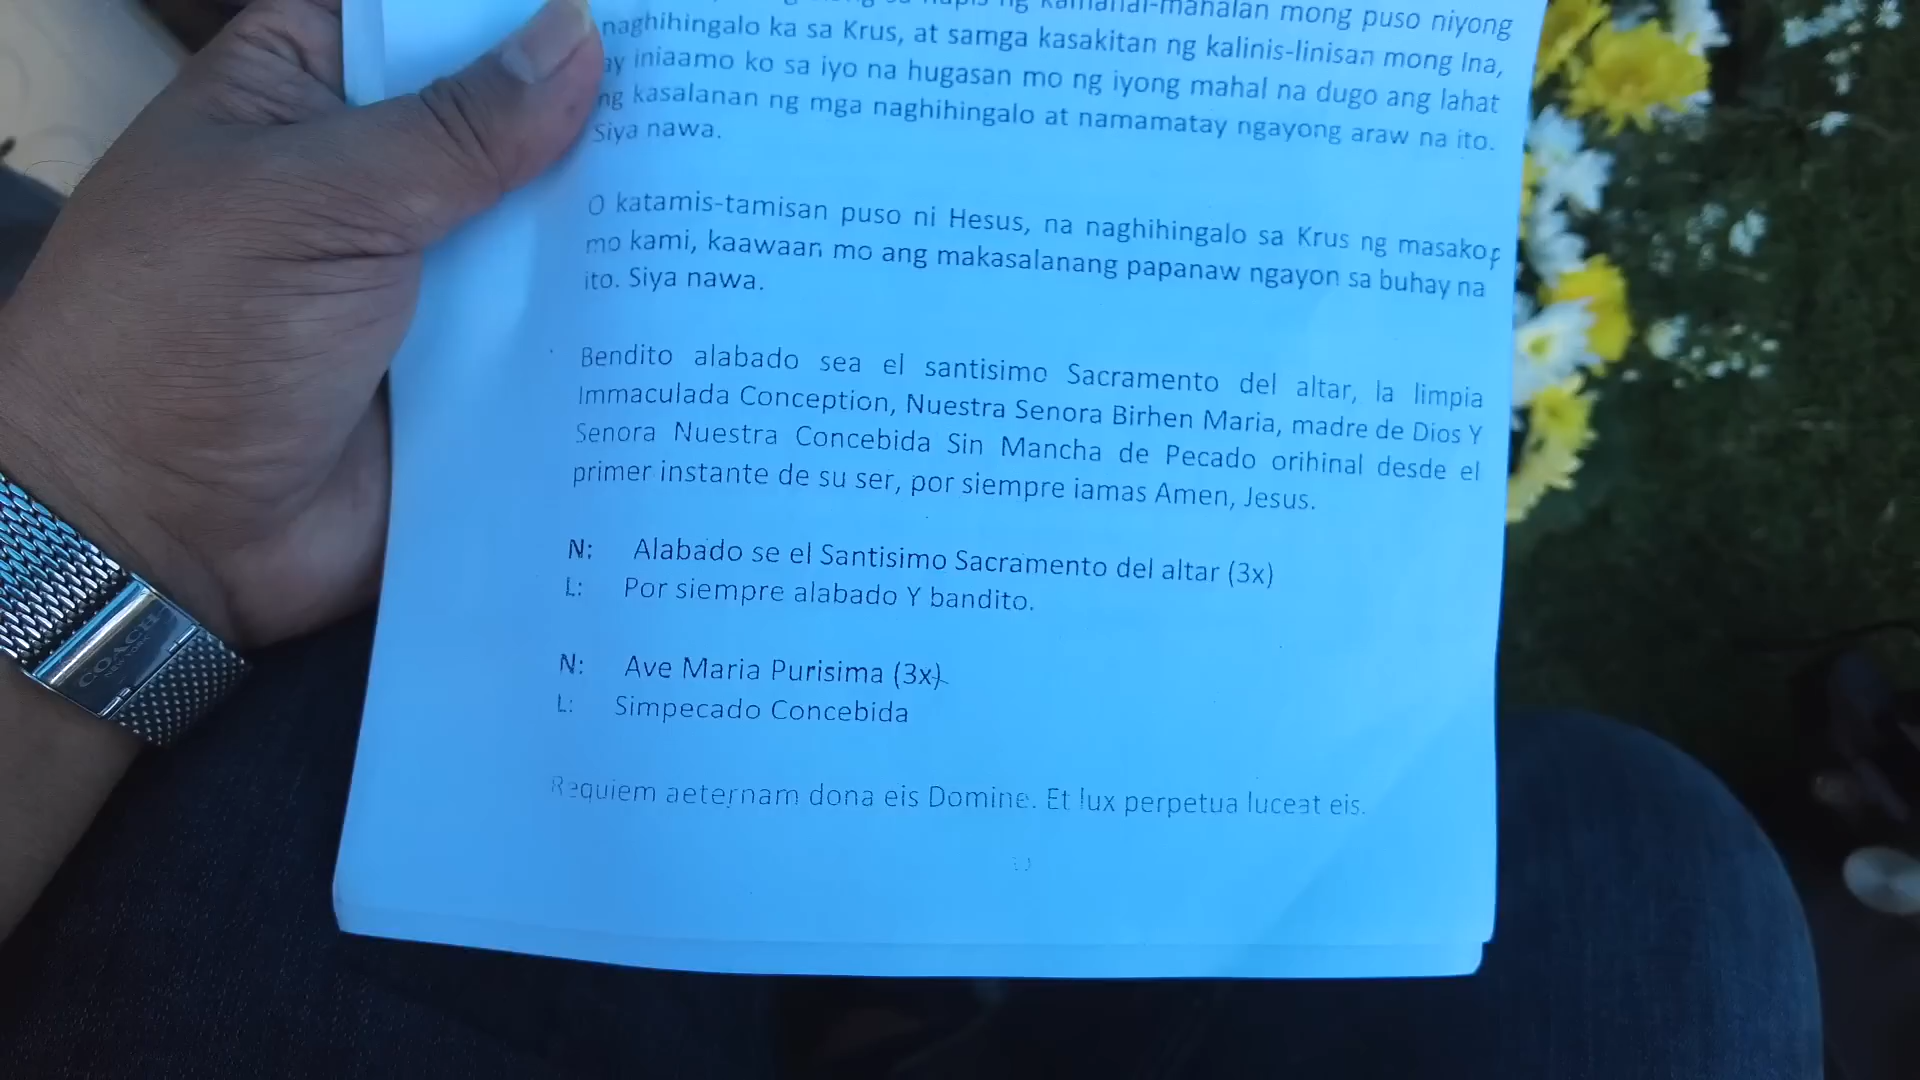 mong puso niyong
naghihingalo ka sa Krus, at samga kasakitan ng kalinis-linisan mong Ina,
ay iniaamo ko sa iyo na hugasan mo ng iyong mahal na dugo ang lahat
ng kasalanan ng mga naghihingalo at namamatay ngayong araw na ito.
Siya nawa.
O katamis-tamisan puso ni Hesus, na naghihingalo sa Krus ng masakop
mo kami, kaawaan mo ang makasalanang papanaw ngayon sa buhay na
ito. Siya nawa.
Bendito alabado sea el santisimo Sacramento del altar, la limpia
Immaculada Conception, Nuestra Senora Birhen Maria, madre de Dios Y
Senora Nuestra Concebida Sin Mancha de Pecado orihinal desde el
primer instante de su ser, por siempre iamas Amen, Jesus.
N: Alabado se el Santisimo Sacramento del altar (3x)
L: Por siempre alabado Y bandito.
N: Ave Maria Purisima (3x)
L: Simpecado Concebida
Requiem aeternam dona eis Domine. Et lux perpetua luceat eis.
COACH